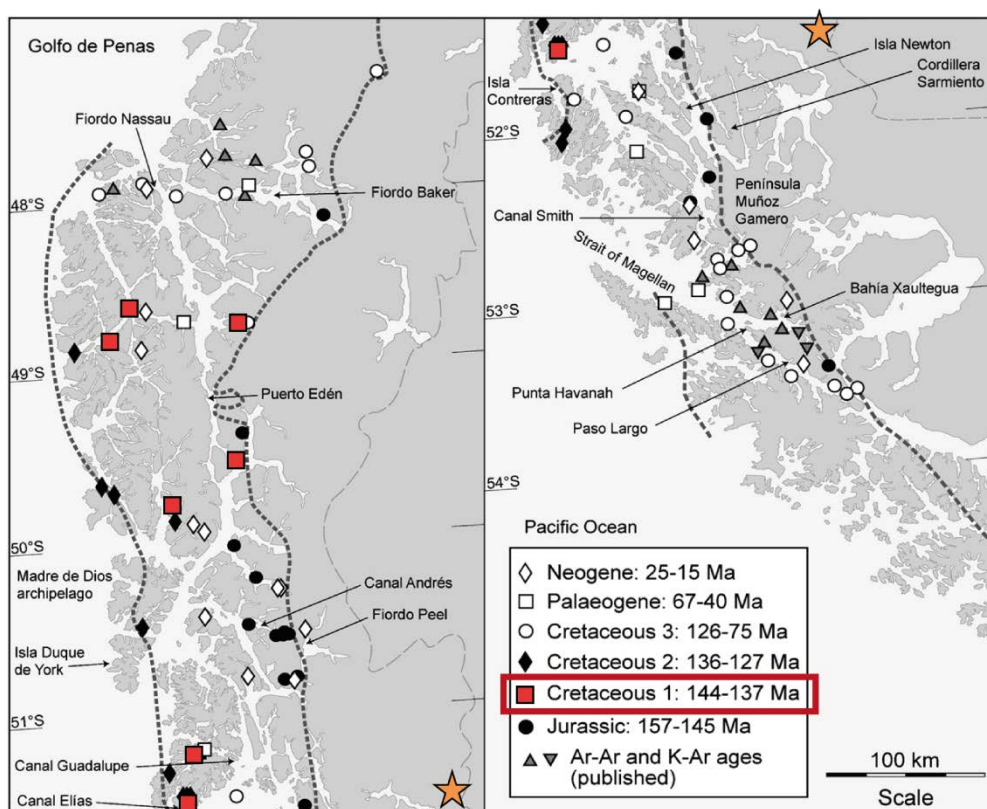 Golfo de Penas
Fiordo Nassau
48°S
Fiordo Baker
49°S
Puerto Edén
50°S
Madre de Dios
archipelago
Canal Andrés
Fiordo Peel
Isla Duque
de York
51°S
Canal Guadalupe
Canal Elías
Isla Newton
Isla
Contreras
Cordillera
Sarmiento
52°S
Península
Muñoz
Gamero
Canal Smith
Strait of Magellan
53°S
Bahía Xaultegua
Punta Havanah
Paso Largo
54°S
Pacific Ocean
Neogene: 25-15 Ma
Palaeogene: 67-40 Ma
Cretaceous 3: 126-75 Ma
Cretaceous 2: 136-127 Ma
Cretaceous 1: 144-137 Ma
Jurassic: 157-145 Ma
Ar-Ar and K-Ar ages
(published)
100 km
Scale